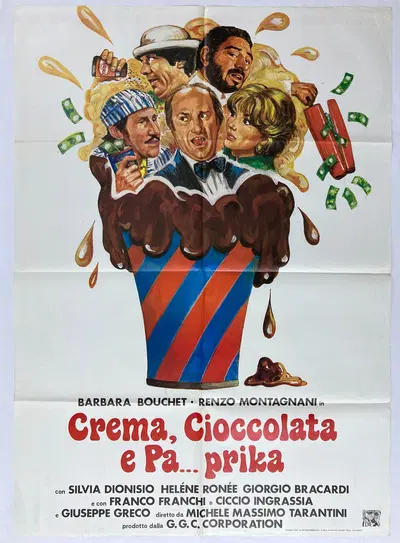 BARBARA BOUCHET · RENZO MONTAGNANI in
Crema, Cioccolata
e Pa... prika
con SILVIA DIONISIO HELÉNE RONÉE GIORGIO BRACARDI
e con FRANCO FRANCHI e CICCIO INGRASSIA
e GIUSEPPE GRECO diretto da MICHELE MASSIMO TARANTINI
prodotto dalla G.G.C. CORPORATION